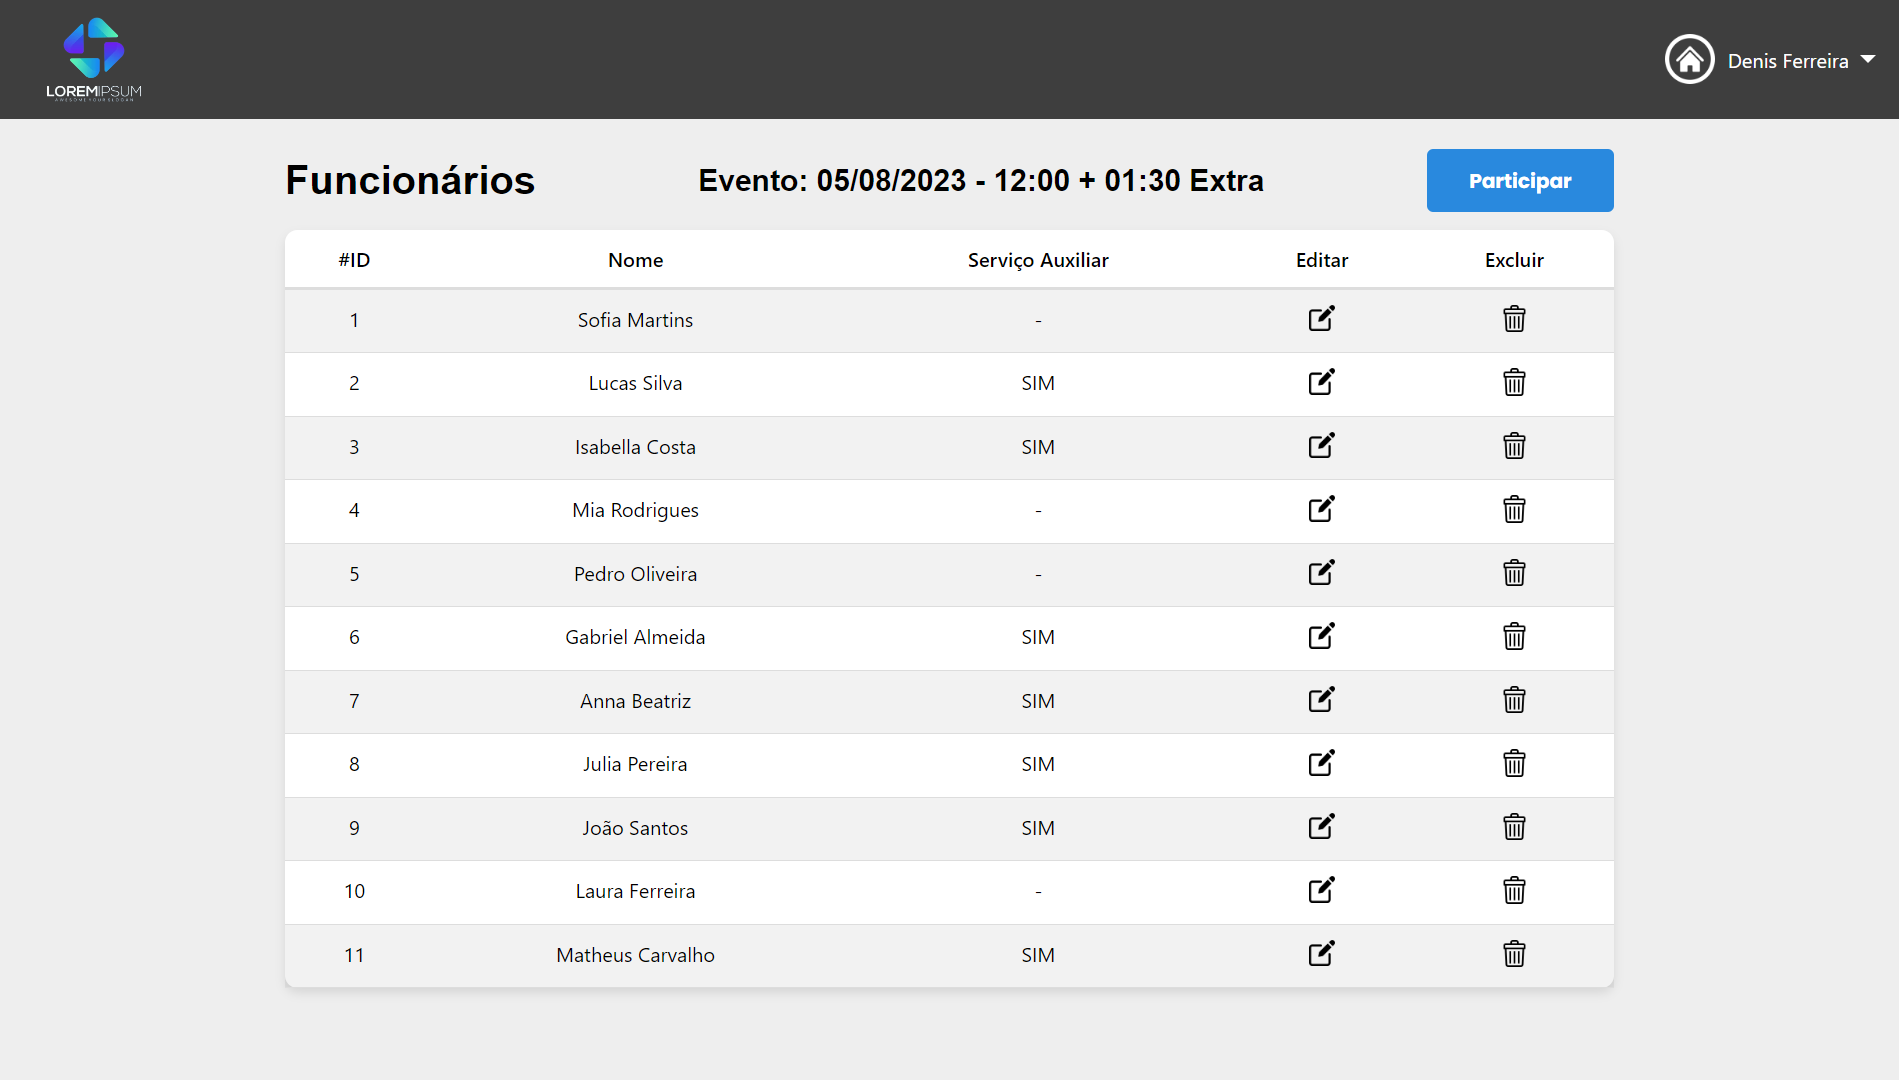 LOREMIPSUM
AWESOME YOUR SLOGAN
Denis Ferreira
Funcionários
Evento: 05/08/2023 - 12:00 + 01:30 Extra
Participar
#ID Nome Serviço Auxiliar Editar Excluir
1 Sofia Martins -
2 Lucas Silva SIM
3 Isabella Costa SIM
4 Mia Rodrigues -
5 Pedro Oliveira -
6 Gabriel Almeida SIM
7 Anna Beatriz SIM
8 Julia Pereira SIM
9 João Santos SIM
10 Laura Ferreira -
11 Matheus Carvalho SIM